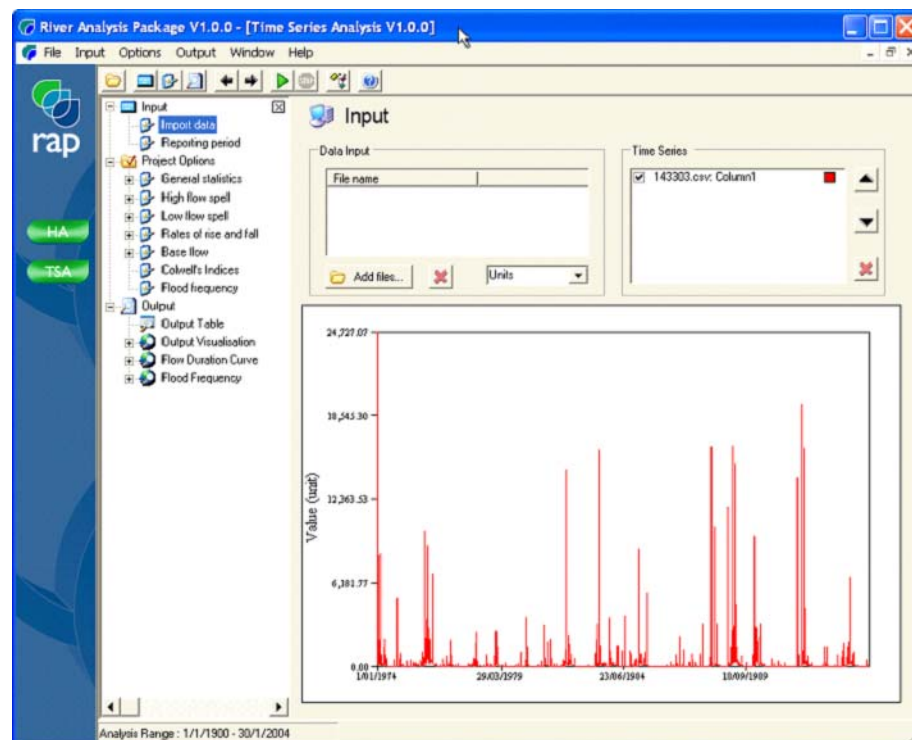 River Analysis Package V1.0.0 - [Time Series Analysis V1.0.0]
File Input Options Output Window Help
rap
HA
TSA
Input
Import data
Reporting period
Project Options
General statistics
High flow spell
Low flow spell
Rates of rise and fall
Base flow
Colwell's Indices
Flood frequency
Output
Output Table
Output Visualisation
Flow Duration Curve
Flood Frequency
Input
Data Input
File name
Add files...
Units
Time Series
143303.csv: Column1
Value (unit)
24,727.07
18,545.30
12,363.53
6,181.77
0.00
1/01/1974
29/03/1979
23/06/1984
18/09/1989
Analysis Range : 1/1/1900 - 30/1/2004